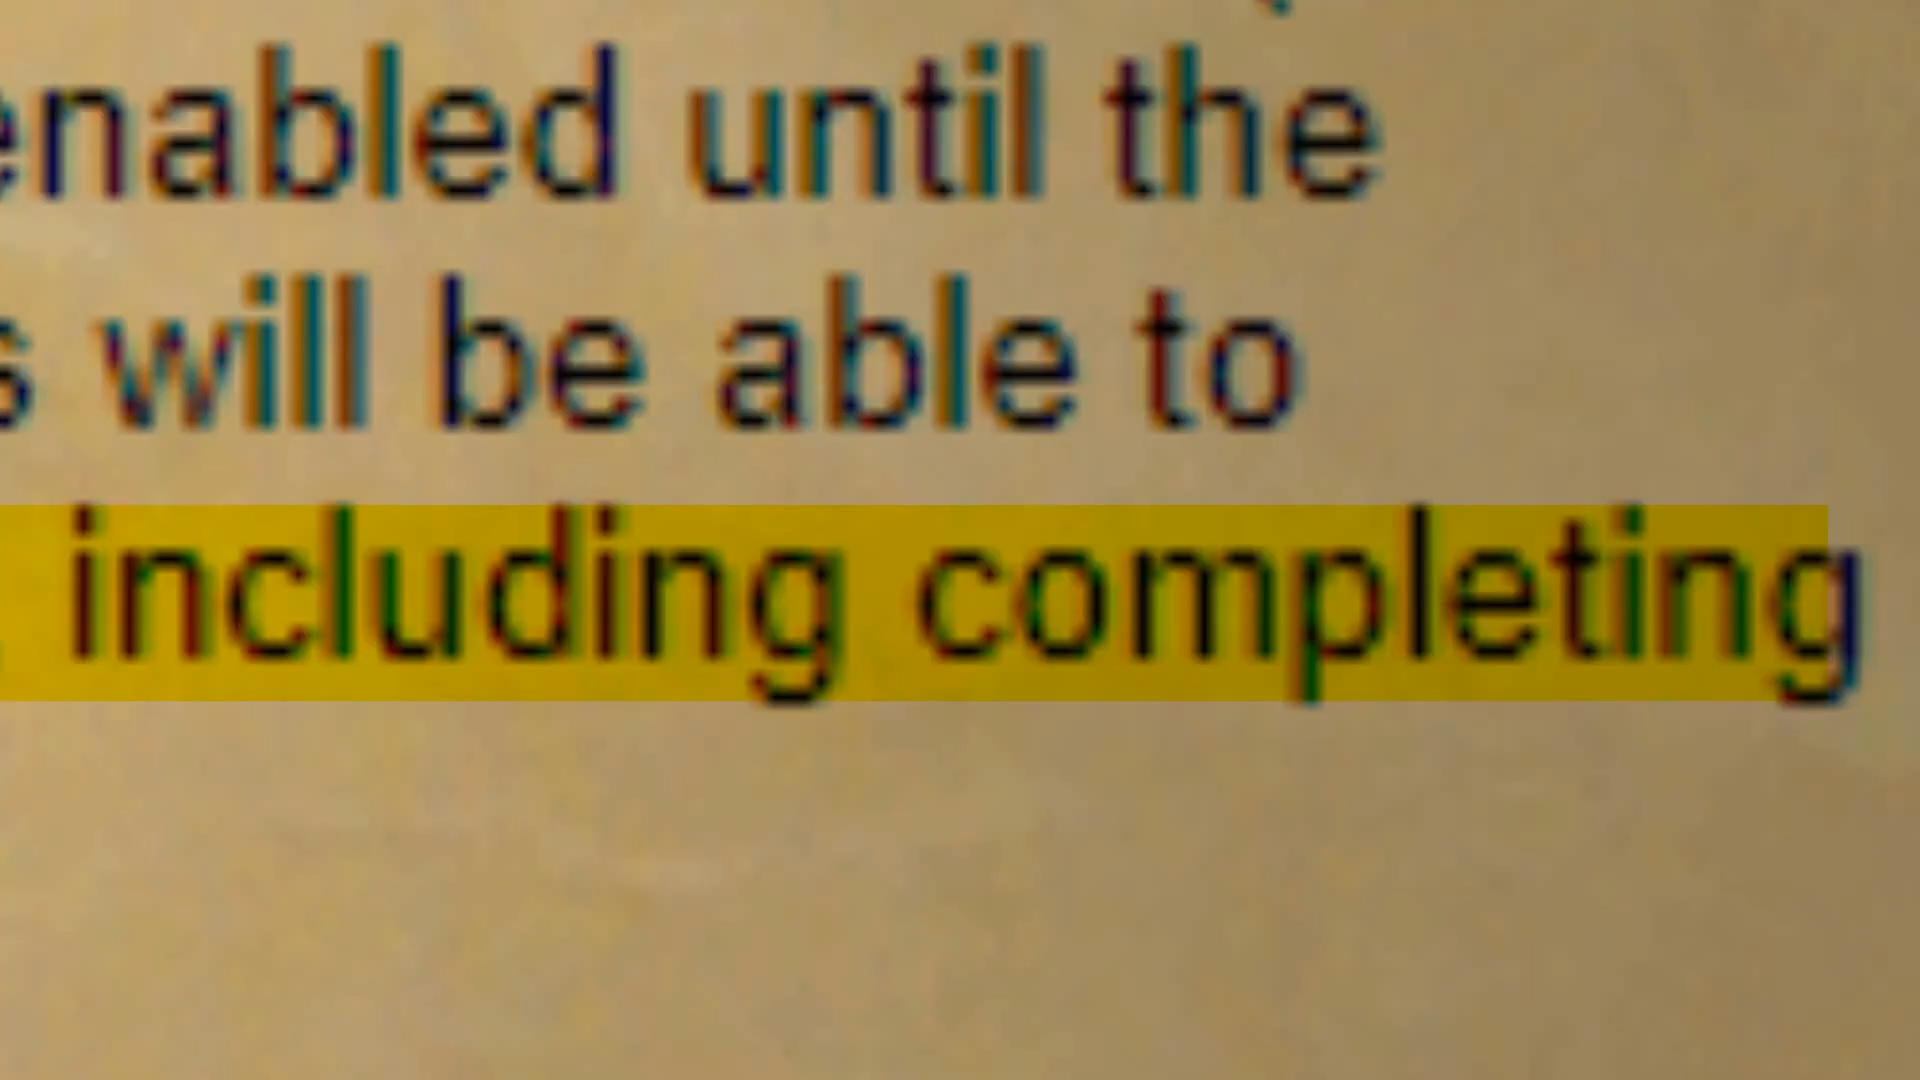 enabled until the
s will be able to
including completing